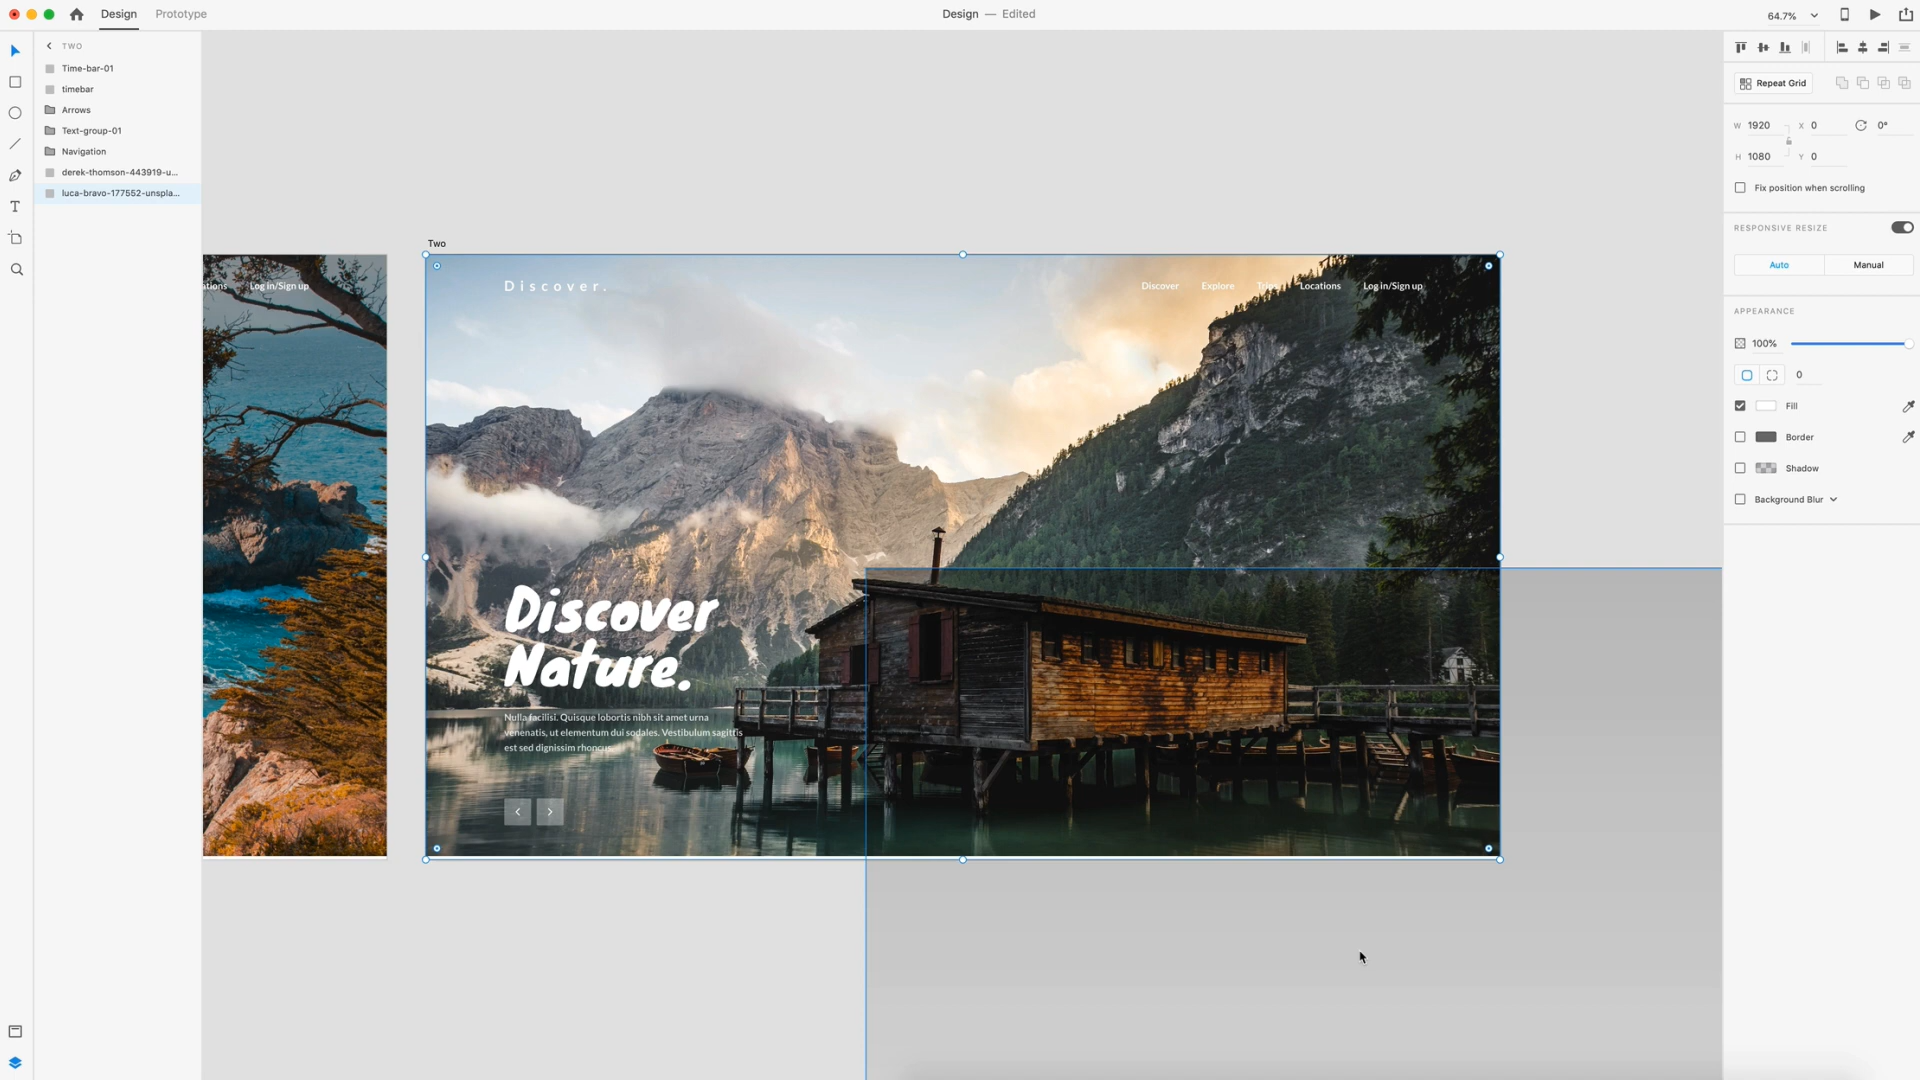 Design
Prototype
Design — Edited
64.7%
TWO
Time-bar-01
timebar
Arrows
Text-group-01
Navigation
derek-thomson-443919-u...
luca-bravo-177552-unspla...
ations
Log in/Sign up
Two
Discover.
Discover
Explore
Trips
Locations
Log in/Sign up
Discover
Nature.
Nulla facilisi. Quisque lobortis nibh sit amet urna
venenatis, ut elementum dui sodales. Vestibulum sagittis
est sed dignissim rhoncus.
Repeat Grid
W 1920
X 0
0°
H 1080
Y 0
Fix position when scrolling
RESPONSIVE RESIZE
Auto
Manual
APPEARANCE
100%
0
Fill
Border
Shadow
Background Blur